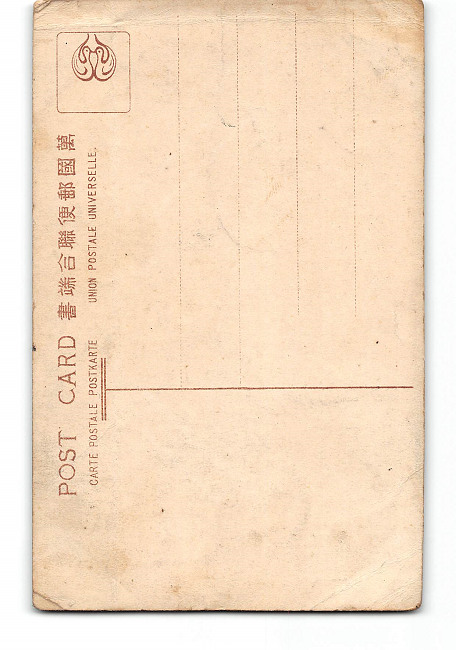 POST CARD 萬國郵便聯合端書
CARTE POSTALE POSTKARTE UNION POSTALE UNIVERSELLE.